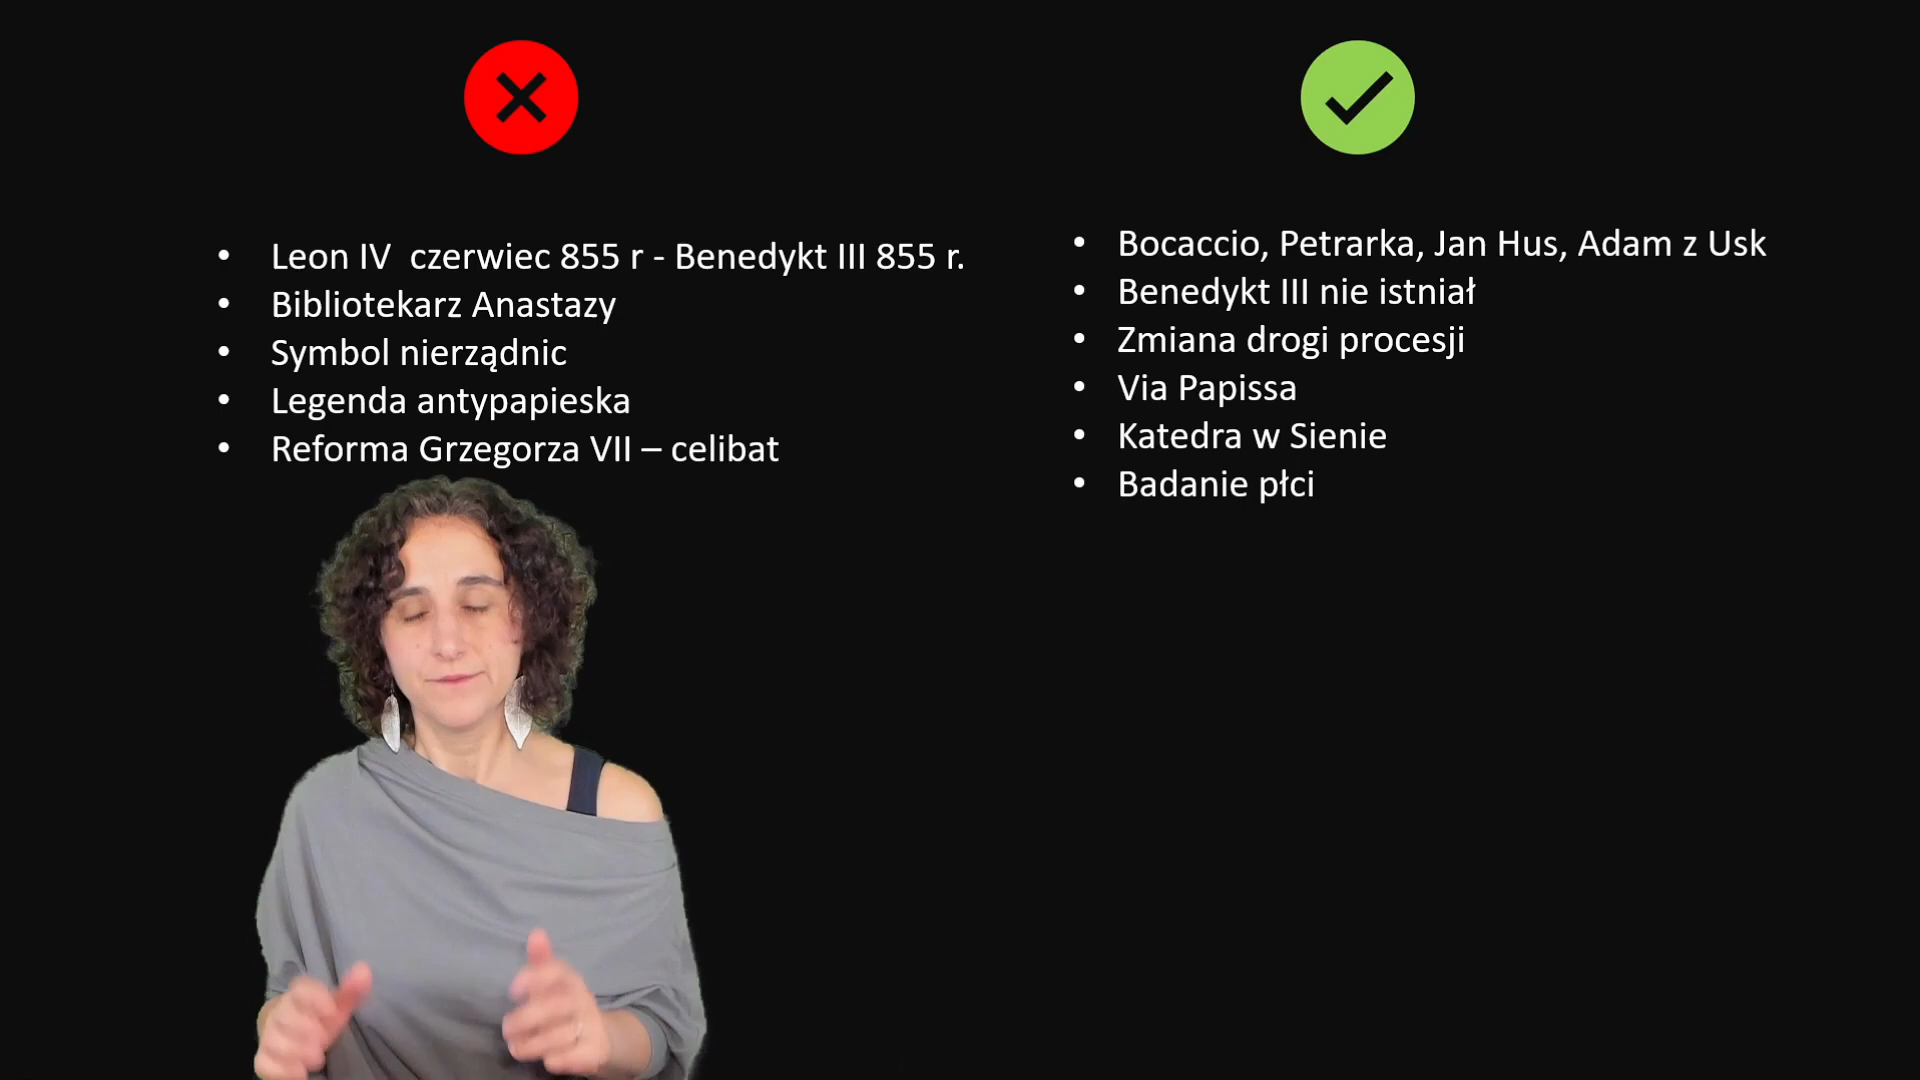 • Leon IV  czerwiec 855 r - Benedykt III 855 r.
• Bibliotekarz Anastazy
• Symbol nierządnic
• Legenda antypapieska
• Reforma Grzegorza VII – celibat
• Bocaccio, Petrarka, Jan Hus, Adam z Usk
• Benedykt III nie istniał
• Zmiana drogi procesji
• Via Papissa
• Katedra w Sienie
• Badanie płci